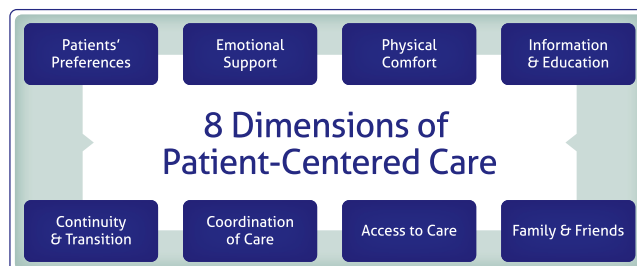 Patients'
Preferences
Emotional
Support
Physical
Comfort
Information
& Education
8 Dimensions of
Patient-Centered Care
Continuity
& Transition
Coordination
of Care
Access to Care
Family & Friends